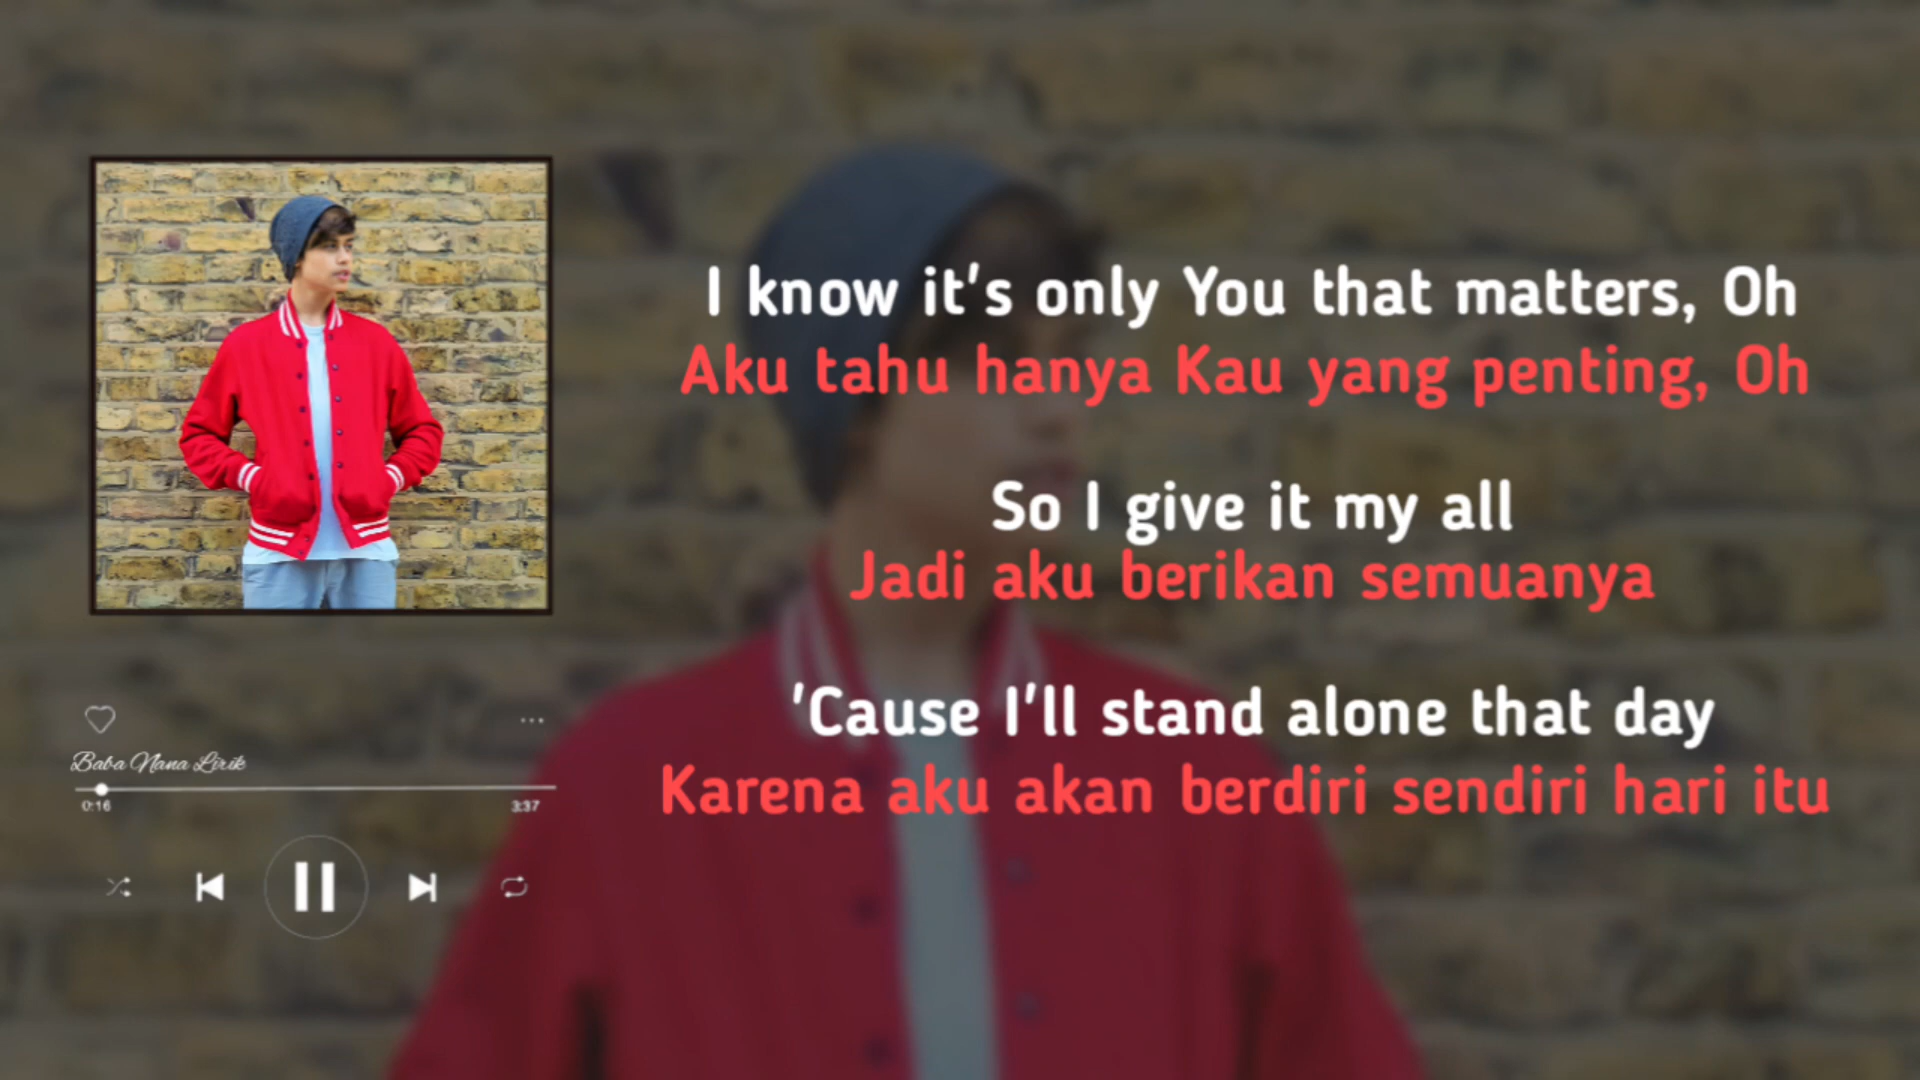 I know it's only You that matters, Oh
Aku tahu hanya Kau yang penting, Oh
So I give it my all
Jadi aku berikan semuanya
'Cause I'll stand alone that day
Karena aku akan berdiri sendiri hari itu
Baba Nana Lirik
0:16
3:37